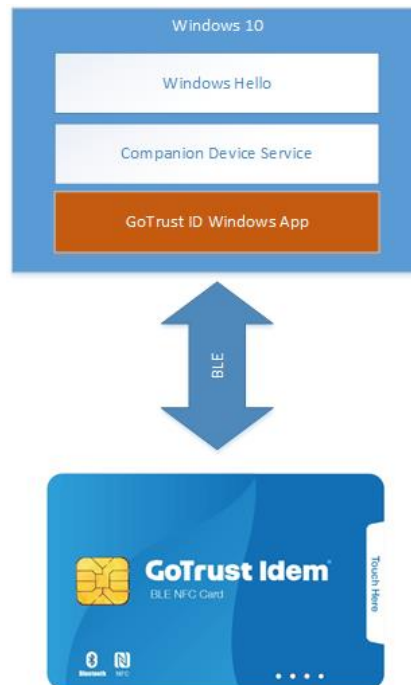 Windows 10
Windows Hello
Companion Device Service
GoTrust ID Windows App
BLE
GoTrust Idem®
BLE NFC Card
Touch Here
Bluetooth NFC